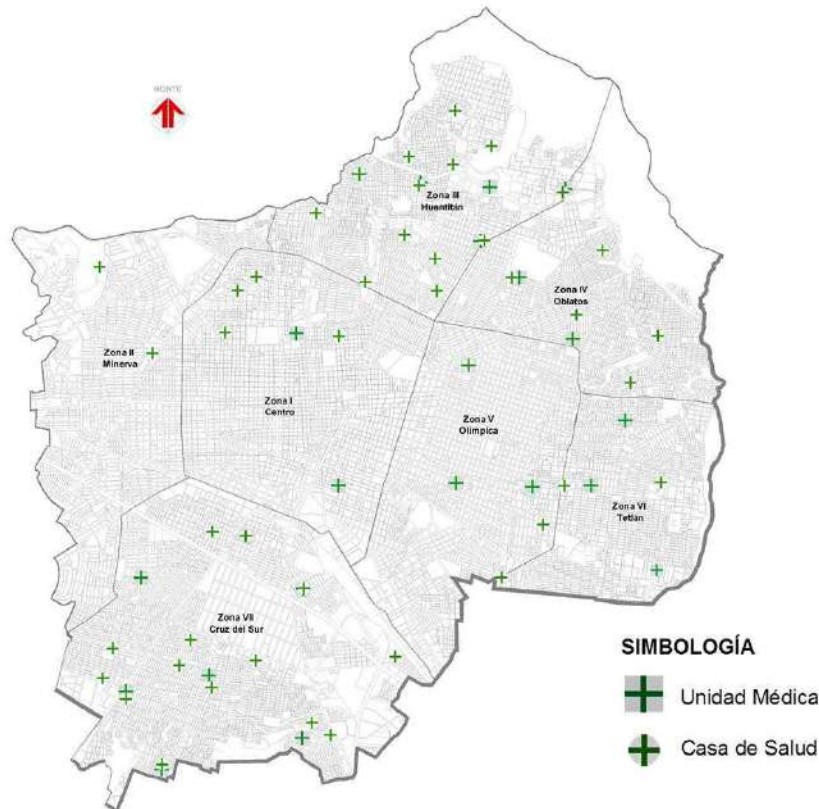 NORTE
Zona III
Huentitán
Zona IV
Oblatos
Zona II
Minerva
Zona I
Centro
Zona V
Olímpica
Zona VI
Tetlán
Zona VII
Cruz del Sur
SIMBOLOGÍA
Unidad Médica
Casa de Salud